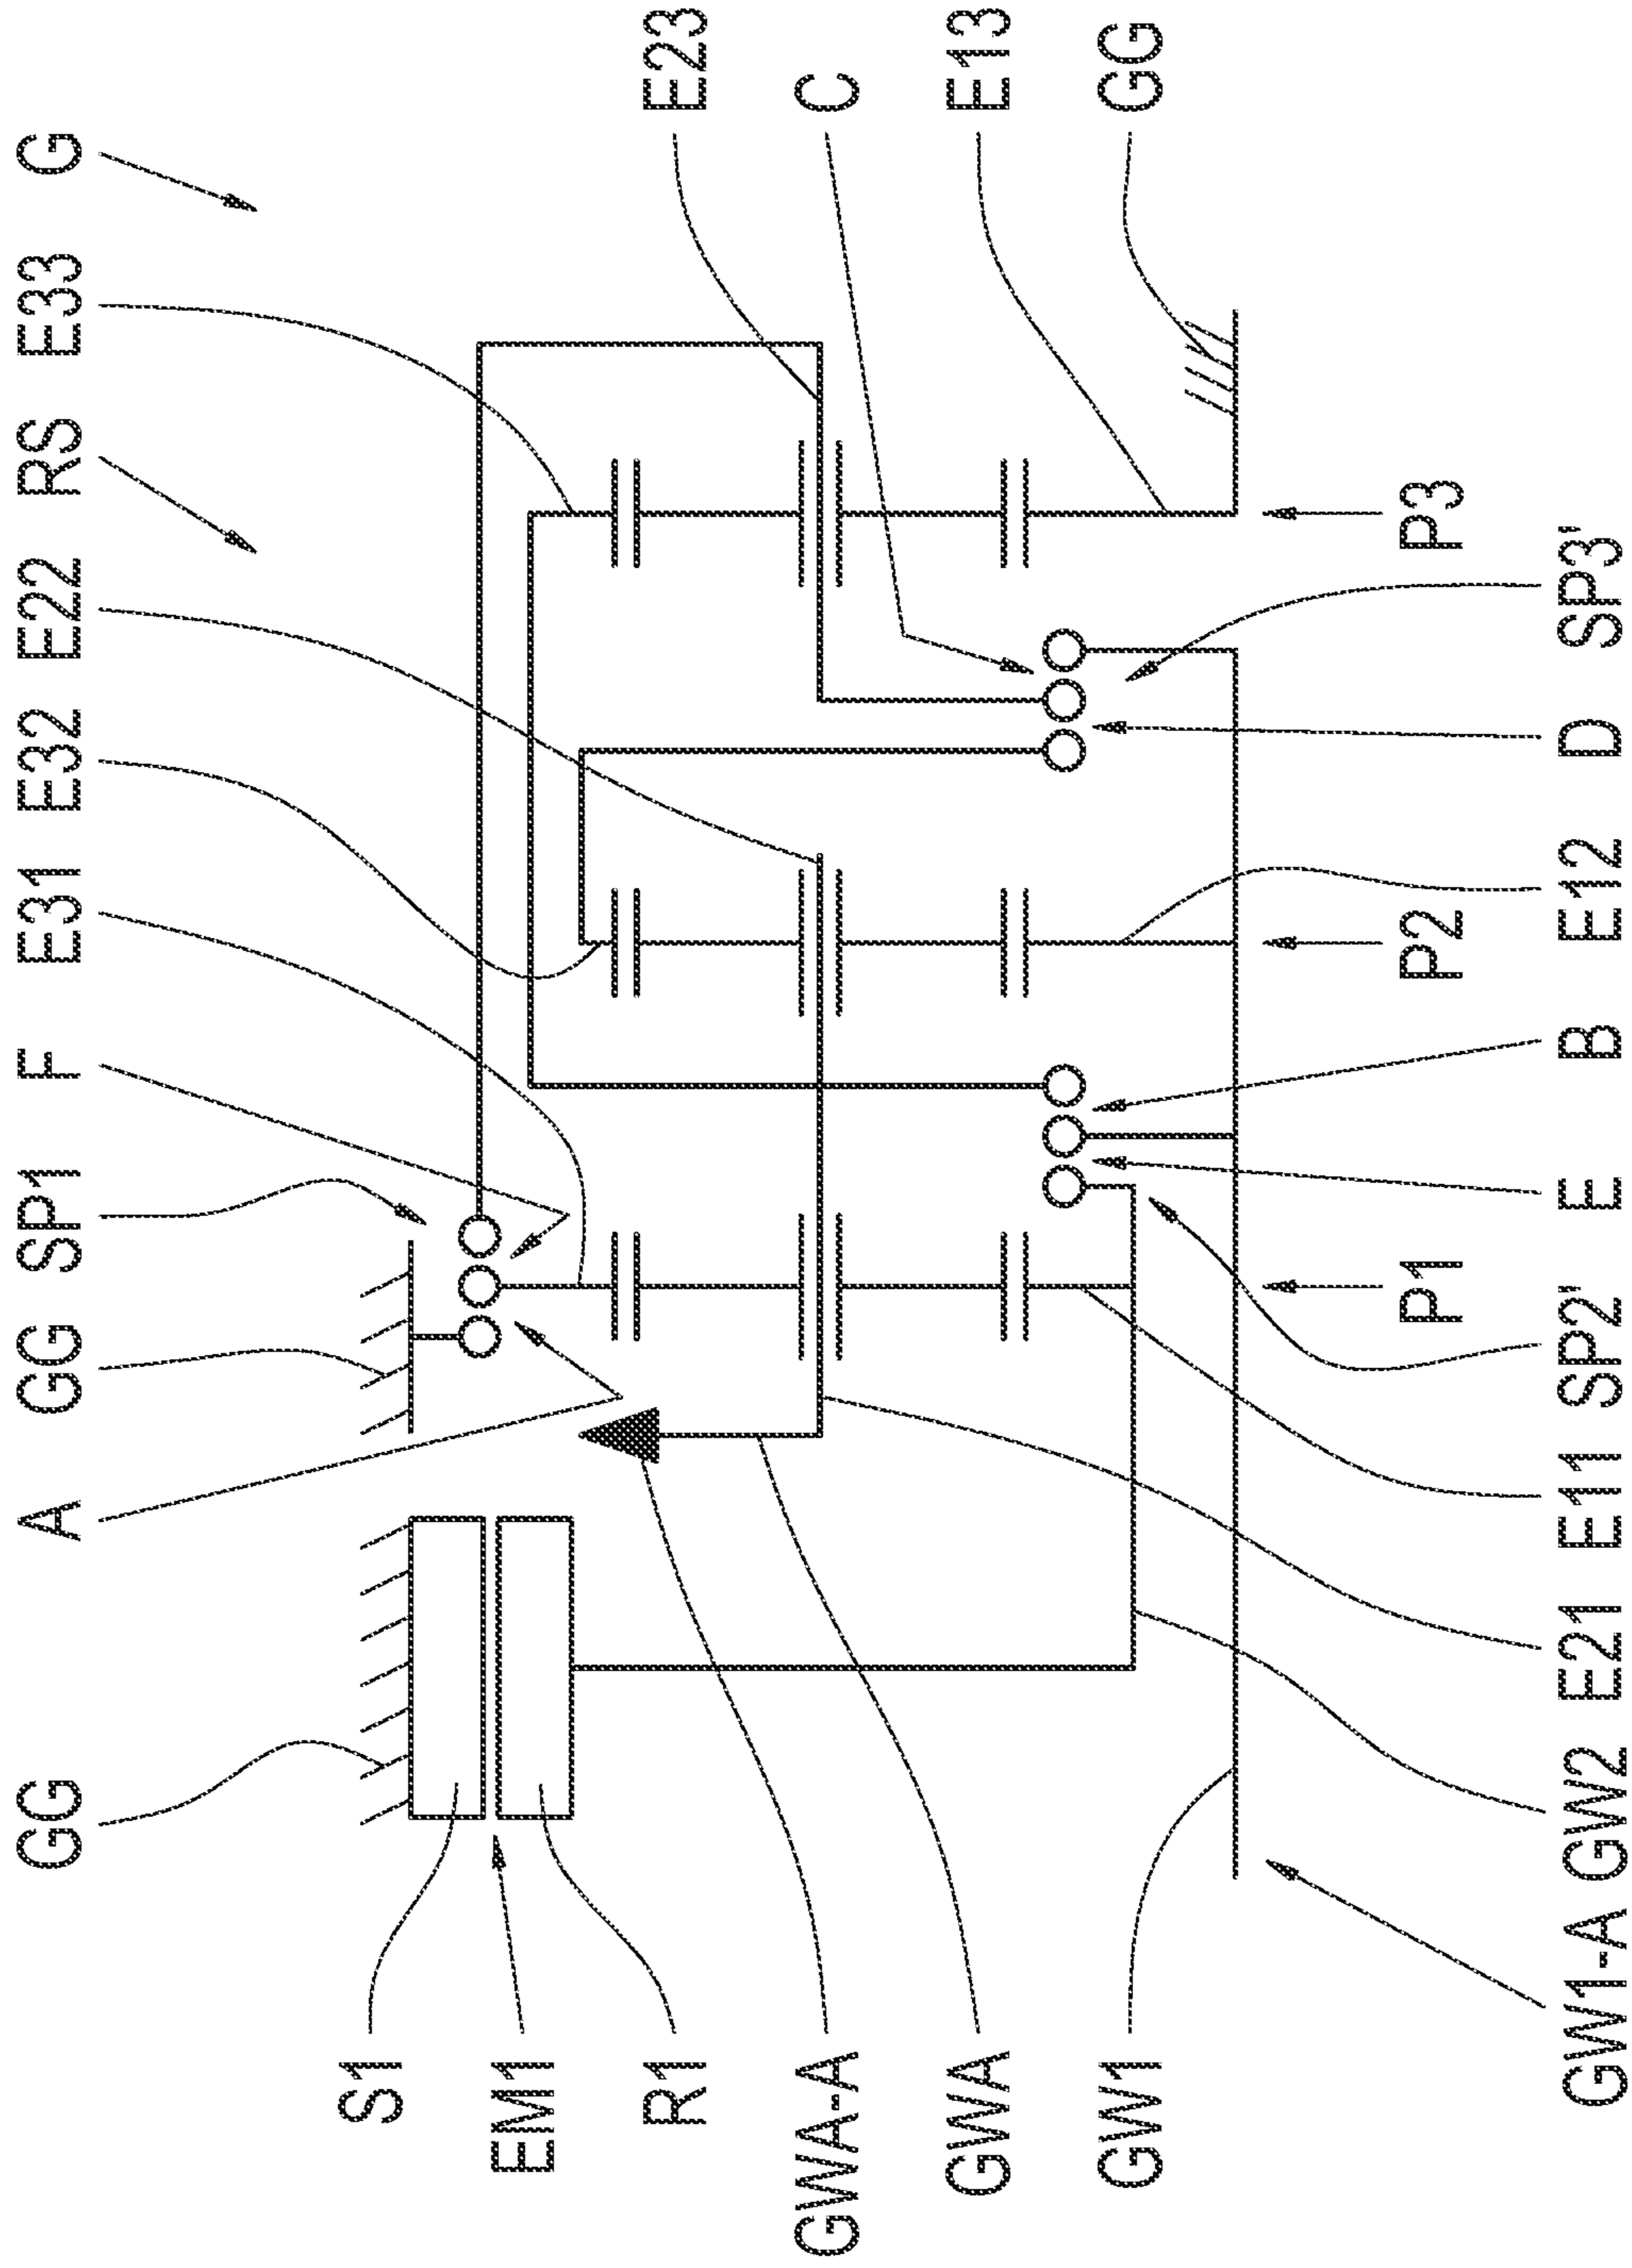 GG
A
GG
SP1
F
E31
E32
E22
RS
E33
G
E23
C
E13
GG
S1
EM1
R1
GWA-A
GWA
GW1
P1
P2
P3
GW1-A
GW2
E21
E11
SP2'
E
B
E12
D
SP3'